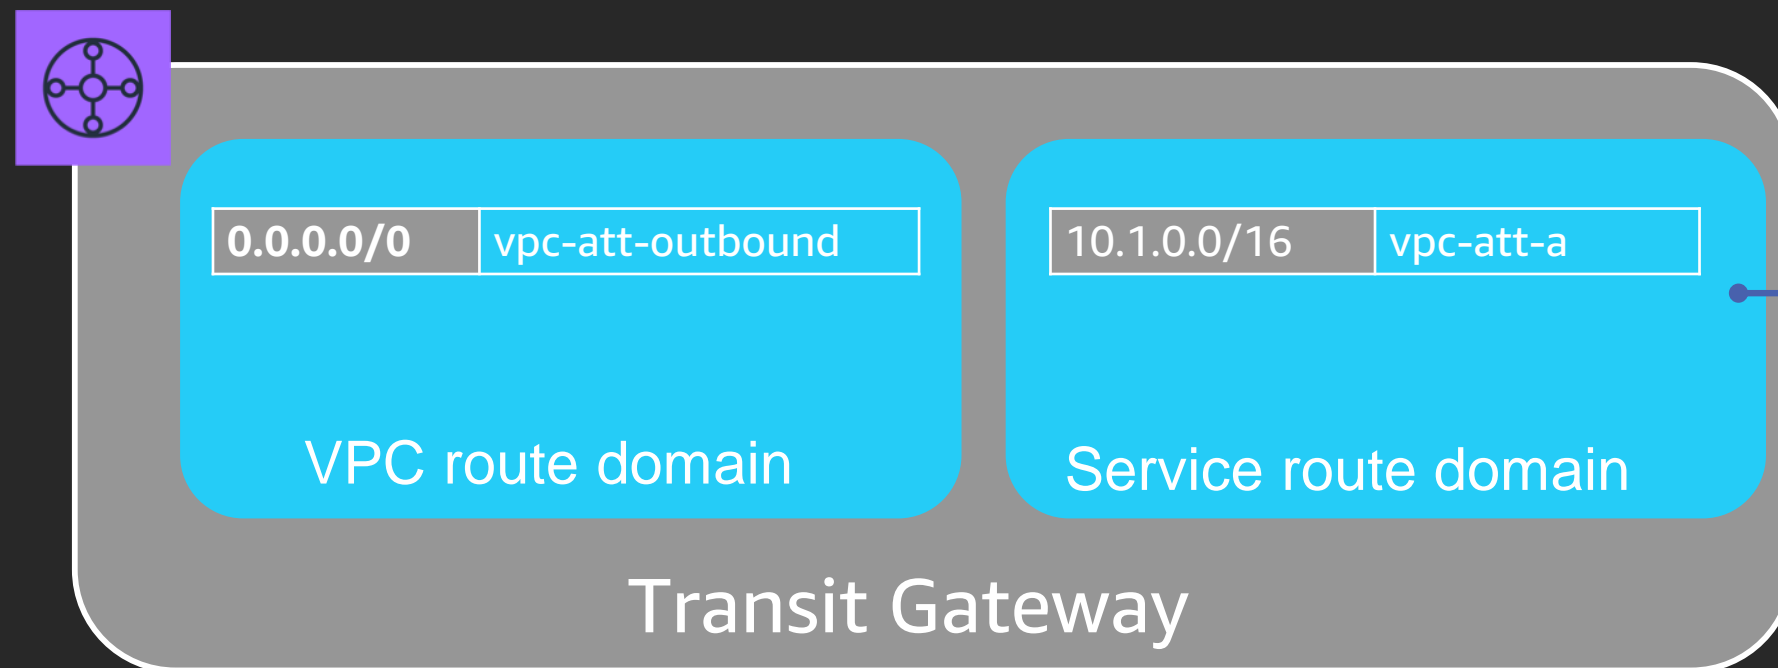 0.0.0.0/0 vpc-att-outbound
VPC route domain
10.1.0.0/16 vpc-att-a
Service route domain
Transit Gateway